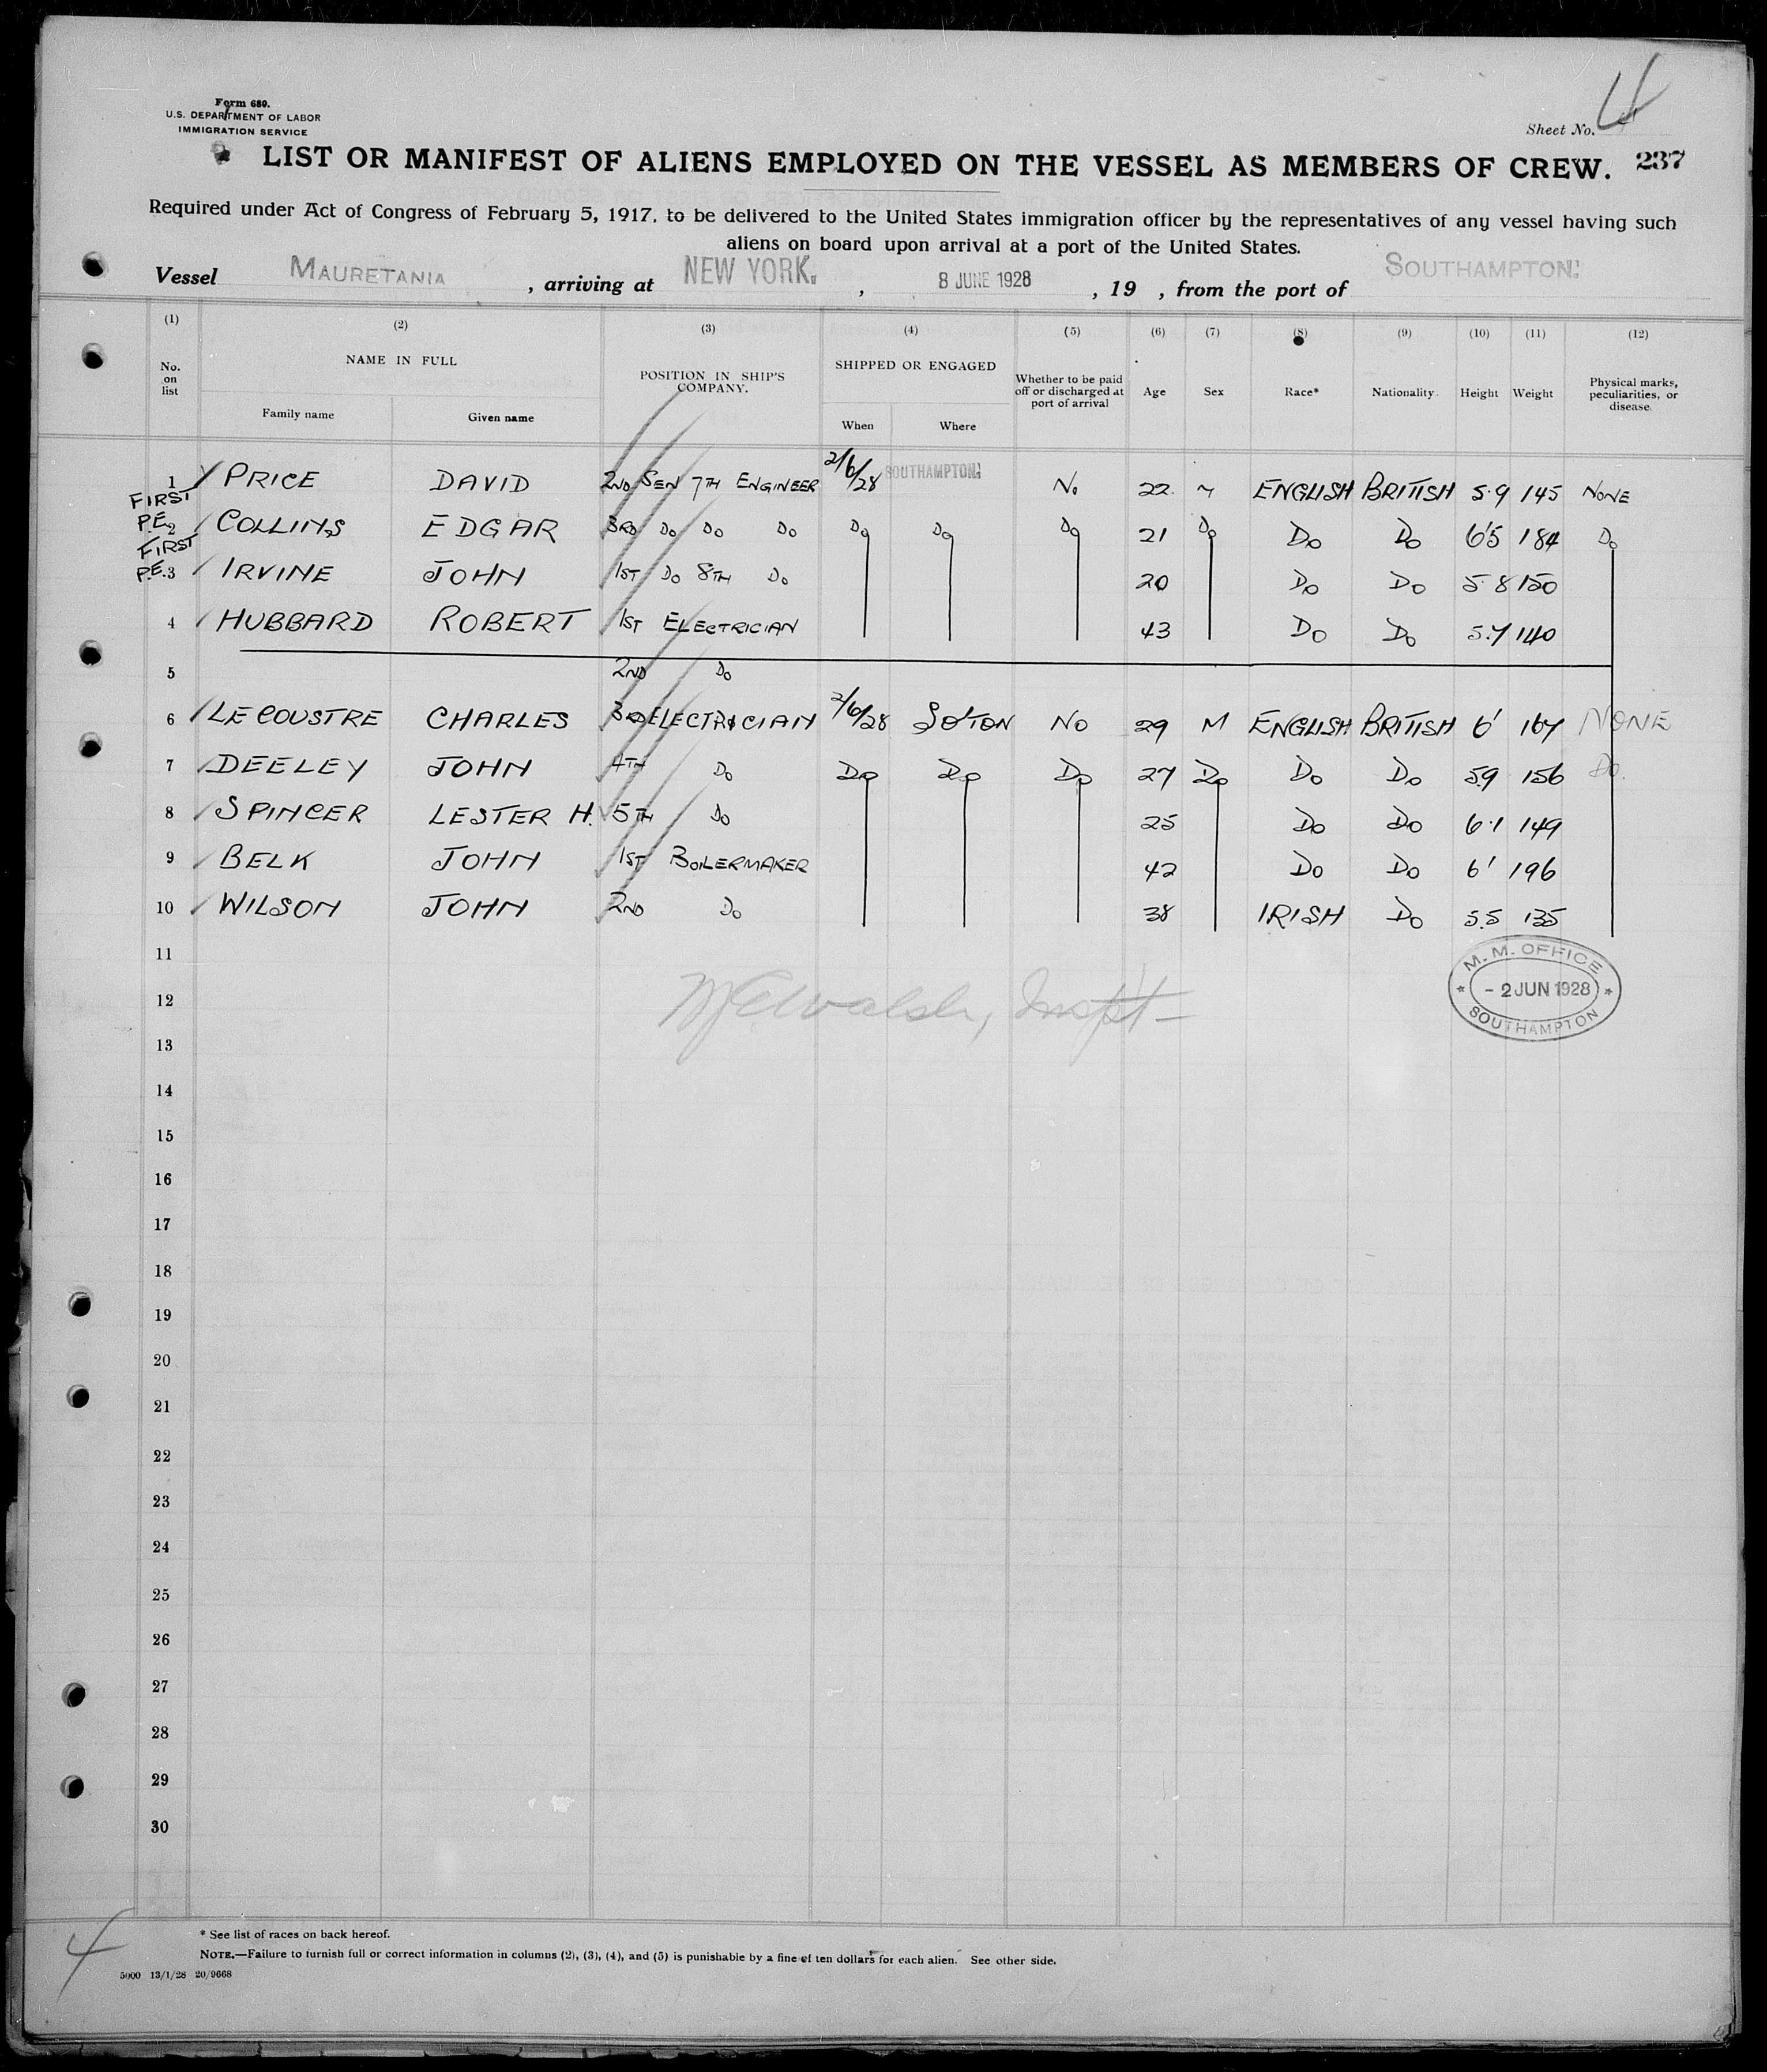 Form 680.
U.S. DEPARTMENT OF LABOR
IMMIGRATION SERVICE
Sheet No. 4
LIST OR MANIFEST OF ALIENS EMPLOYED ON THE VESSEL AS MEMBERS OF CREW. 237
Required under Act of Congress of February 5, 1917, to be delivered to the United States immigration officer by the representatives of any vessel having such
aliens on board upon arrival at a port of the United States.
Vessel MAURETANIA , arriving at NEW YORK. , 8 JUNE 1928 , 19 , from the port of SOUTHAMPTON.
(1) (2) (3) (4) (5) (6) (7) (8) (9) (10) (11) (12)
No. on list NAME IN FULL Family name Given name POSITION IN SHIP'S COMPANY. SHIPPED OR ENGAGED When Where Whether to be paid off or discharged at port of arrival Age Sex Race* Nationality. Height Weight Physical marks, peculiarities, or disease.
1 PRICE DAVID 2ND SEN 7TH ENGINEER 2/6/28 SOUTHAMPTON. No 22 M ENGLISH BRITISH 5.9 145 NONE
FIRST
P.E. 2 COLLINS EDGAR 3RD DO DO DO DO DO DO 21 DO DO DO 6'5 184 DO
FIRST
P.E. 3 IRVINE JOHN 1ST DO 8TH DO 20 DO DO 5.8 150
4 HUBBARD ROBERT 1ST ELECTRICIAN 43 DO DO 5.7 140
5 2ND DO
6 LE COUSTRE CHARLES 3RD ELECTRICIAN 2/6/28 SO'TON NO 29 M ENGLISH BRITISH 6' 167 NONE
7 DEELEY JOHN 4TH DO DO DO DO 27 DO DO DO 5.9 156 DO.
8 SPINCER LESTER H. 5TH DO 25 DO DO 6.1 149
9 BELK JOHN 1ST BOILERMAKER 42 DO DO 6' 196
10 WILSON JOHN 2ND DO 38 IRISH DO 5.5 135
11
M. M. OFFICE
- 2 JUN 1928
SOUTHAMPTON
12 Walsh, Inspt-
13
14
15
16
17
18
19
20
21
22
23
24
25
26
27
28
29
30
* See list of races on back hereof.
NOTE.—Failure to furnish full or correct information in columns (2), (3), (4), and (5) is punishable by a fine of ten dollars for each alien. See other side.
5000 13/1/28 20/9668
4